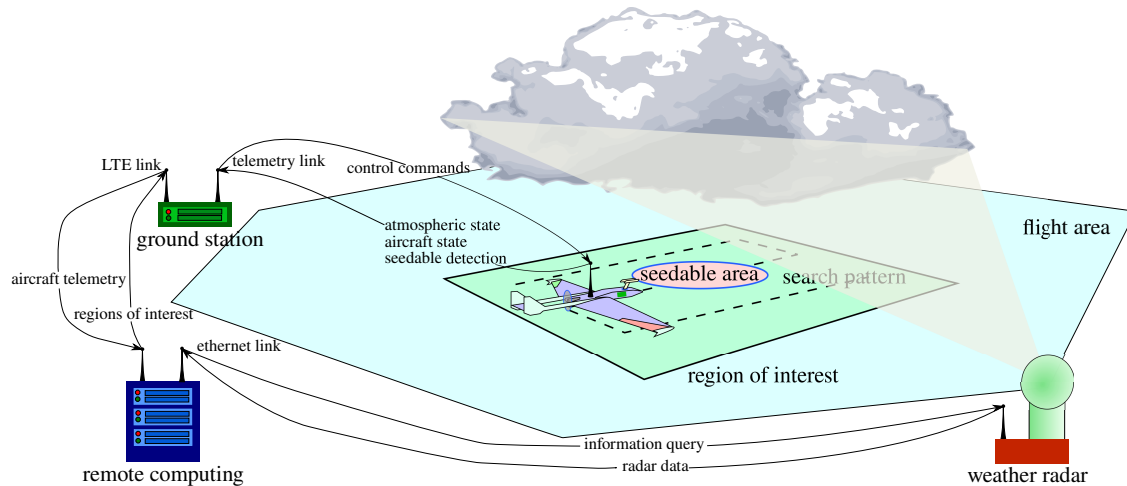 LTE link
telemetry link
control commands
ground station
atmospheric state
aircraft state
seedable detection
flight area
seedable area
search pattern
aircraft telemetry
regions of interest
ethernet link
region of interest
information query
radar data
remote computing
weather radar